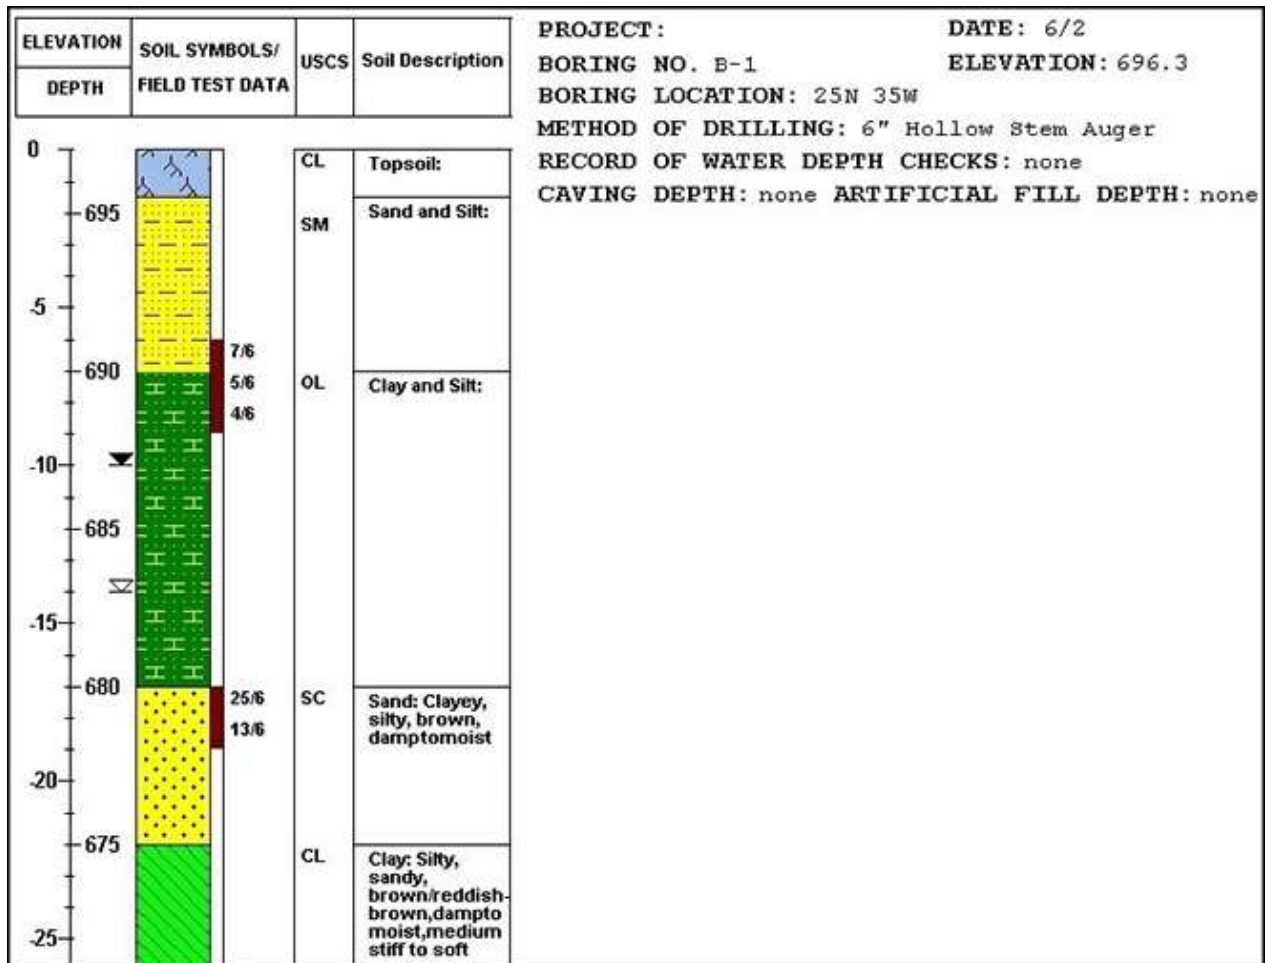 ELEVATION
DEPTH
SOIL SYMBOLS/
FIELD TEST DATA
USCS
Soil Description
PROJECT:
DATE: 6/2
BORING NO. B-1
ELEVATION: 696.3
BORING LOCATION: 25N 35W
METHOD OF DRILLING: 6" Hollow Stem Auger
RECORD OF WATER DEPTH CHECKS: none
CAVING DEPTH: none ARTIFICIAL FILL DEPTH: none
0
CL
Topsoil:
695
SM
Sand and Silt:
-5
7/6
690
5/6
OL
Clay and Silt:
4/6
-10
685
-15
680
25/6
SC
Sand: Clayey,
silty, brown,
damptomoist
13/6
-20
675
CL
Clay: Silty,
sandy,
brown/reddish-
brown,dampto
moist,medium
stiff to soft
-25